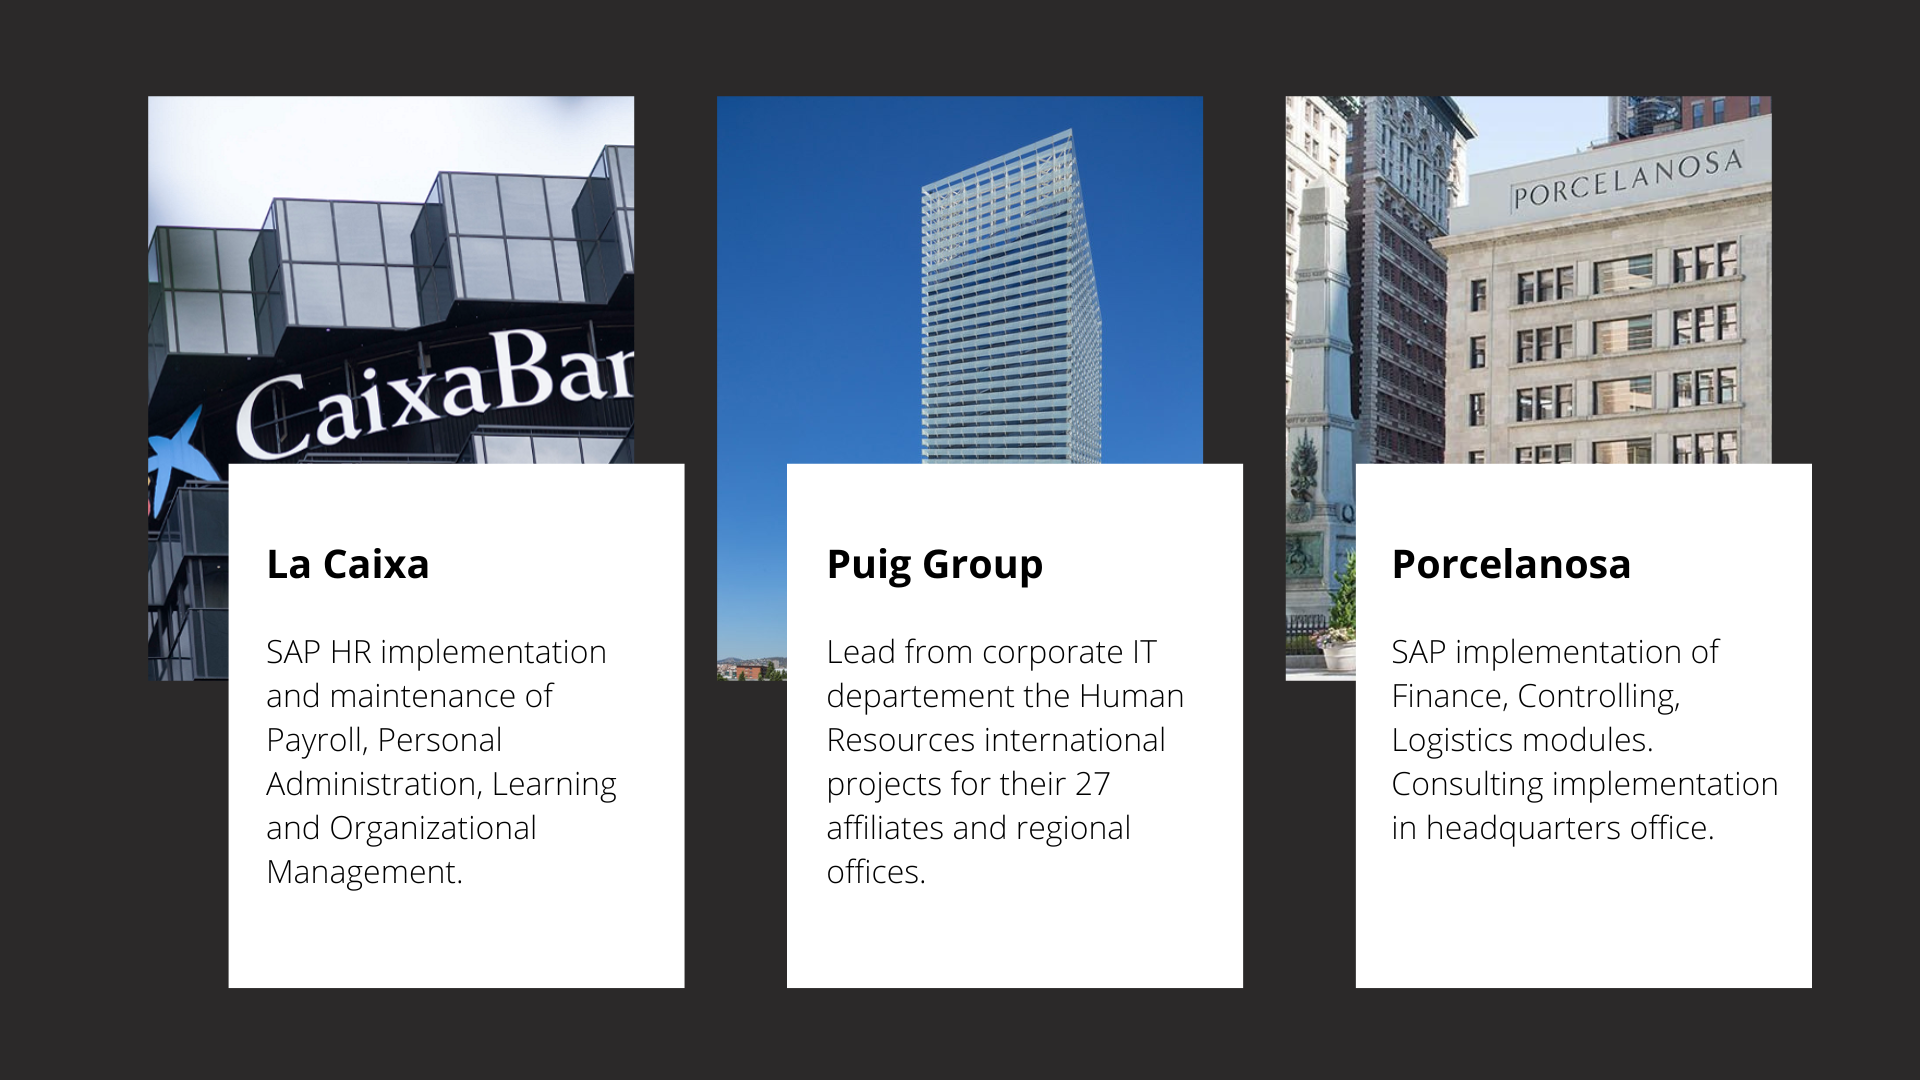 CaixaBan
PORCELANOSA
La Caixa
SAP HR implementation
and maintenance of
Payroll, Personal
Administration, Learning
and Organizational
Management.
Puig Group
Lead from corporate IT
departement the Human
Resources international
projects for their 27
affiliates and regional
offices.
Porcelanosa
SAP implementation of
Finance, Controlling,
Logistics modules.
Consulting implementation
in headquarters office.